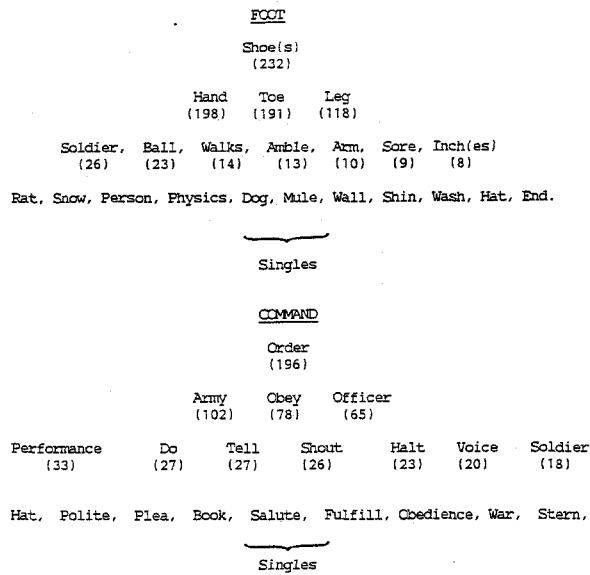 FOOT
Shoe(s)
(232)
Hand Toe Leg
(198) (191) (118)
Soldier, Ball, Walks, Amble, Arm, Sore, Inch(es)
(26) (23) (14) (13) (10) (9) (8)
Rat, Snow, Person, Physics, Dog, Mule, Wall, Shin, Wash, Hat, End.
Singles
COMMAND
Order
(196)
Army Obey Officer
(102) (78) (65)
Performance Do Tell Shout Halt Voice Soldier
(33) (27) (27) (26) (23) (20) (18)
Hat, Polite, Plea, Book, Salute, Fulfill, Obedience, War, Stern,
Singles